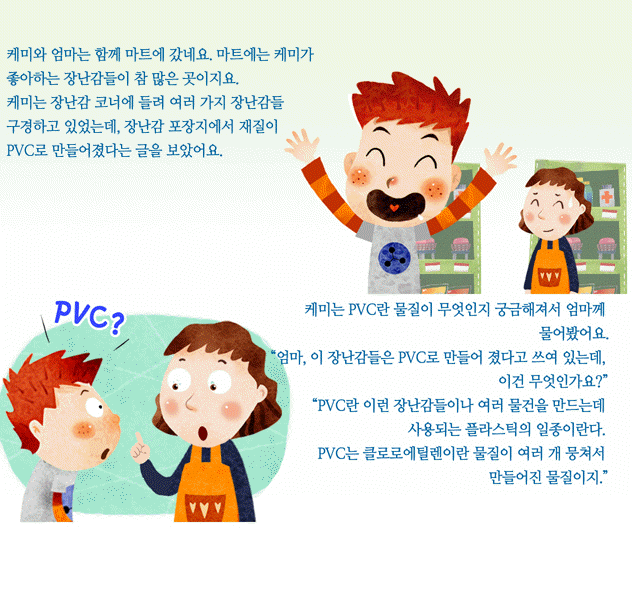 케미와 엄마는 함께 마트에 갔네요. 마트에는 케미가
좋아하는 장난감들이 참 많은 곳이지요.
케미는 장난감 코너에 들려 여러 가지 장난감들
구경하고 있었는데, 장난감 포장지에서 재질이
PVC로 만들어졌다는 글을 보았어요.
케미는 PVC란 물질이 무엇인지 궁금해져서 엄마께
물어봤어요.
“엄마, 이 장난감들은 PVC로 만들어 졌다고 쓰여 있는데,
이건 무엇인가요?”
“PVC란 이런 장난감들이나 여러 물건을 만드는데
사용되는 플라스틱의 일종이란다.
PVC는 클로로에틸렌이란 물질이 여러 개 뭉쳐서
만들어진 물질이지.”
PVC?